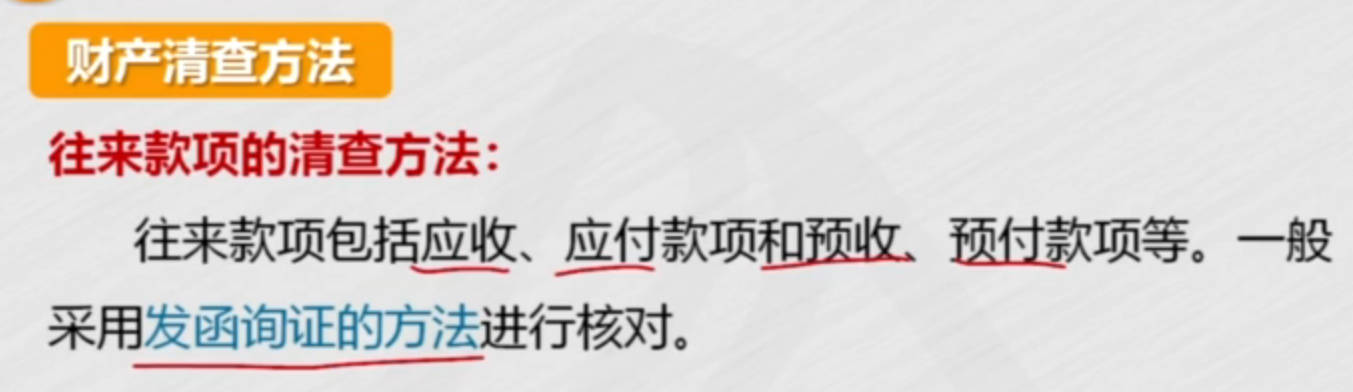 财产清查方法
往来款项的清查方法：
往来款项包括应收、应付款项和预收、预付款项等。一般
采用发函询证的方法进行核对。